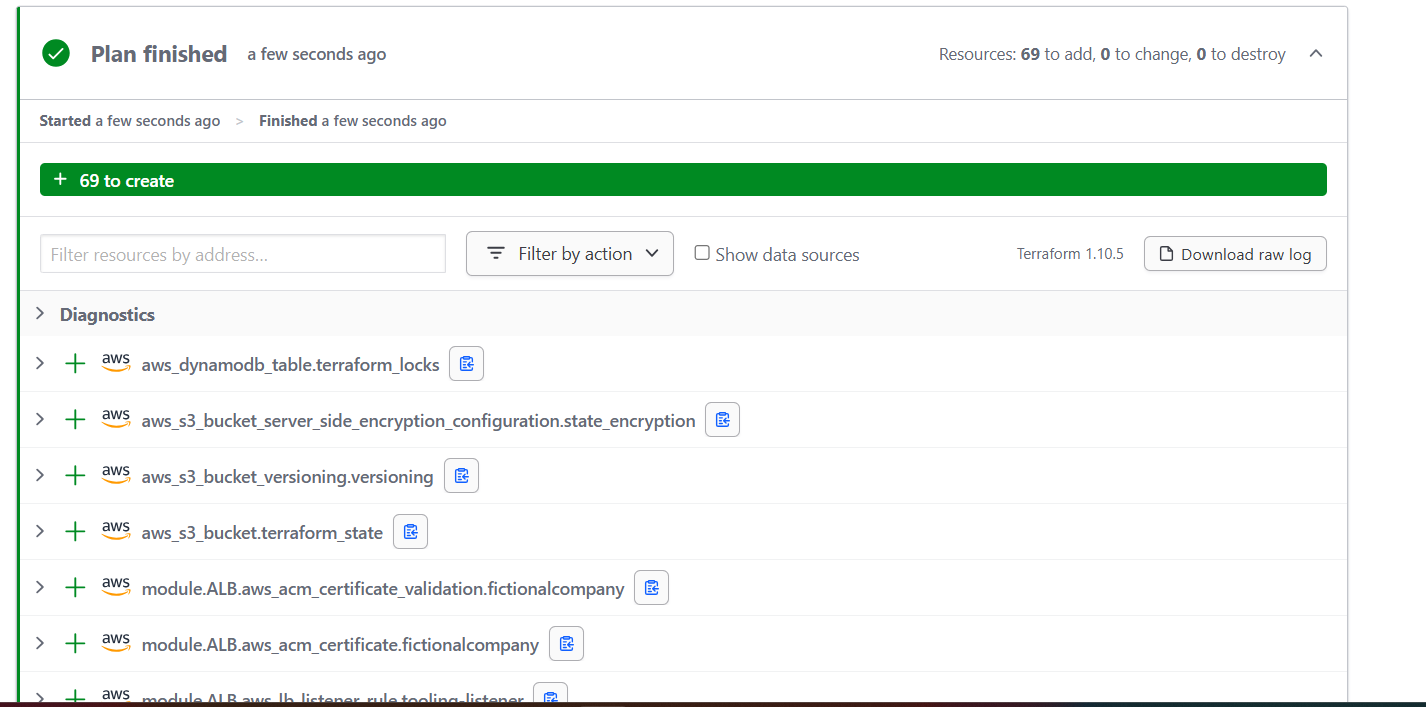 Plan finished a few seconds ago Resources: 69 to add, 0 to change, 0 to destroy
Started a few seconds ago > Finished a few seconds ago
+ 69 to create
Filter resources by address... Filter by action Show data sources Terraform 1.10.5 Download raw log
Diagnostics
aws aws_dynamodb_table.terraform_locks
aws aws_s3_bucket_server_side_encryption_configuration.state_encryption
aws aws_s3_bucket_versioning.versioning
aws aws_s3_bucket.terraform_state
aws module.ALB.aws_acm_certificate_validation.fictionalcompany
aws module.ALB.aws_acm_certificate.fictionalcompany
aws module.ALB.aws_lb_listener_rule.tooling-listener